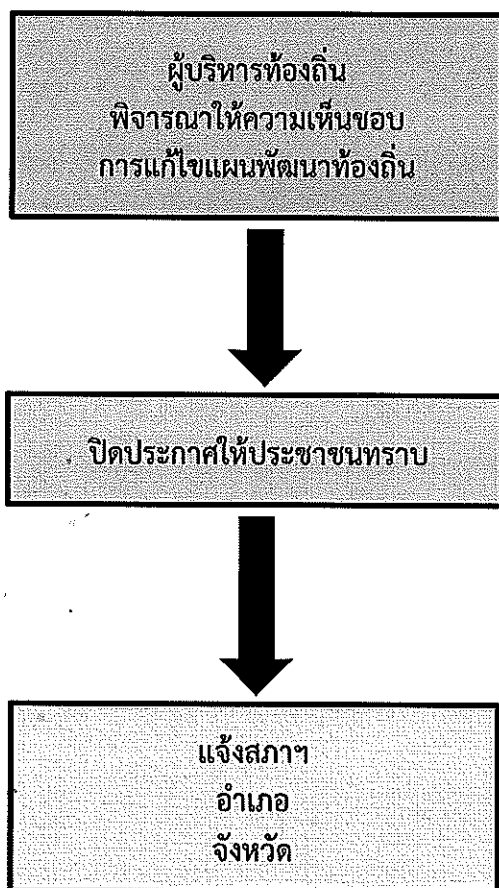 ผู้บริหารท้องถิ่น
พิจารณาให้ความเห็นชอบ
การแก้ไขแผนพัฒนาท้องถิ่น
ปิดประกาศให้ประชาชนทราบ
แจ้งสภาฯ
อำเภอ
จังหวัด